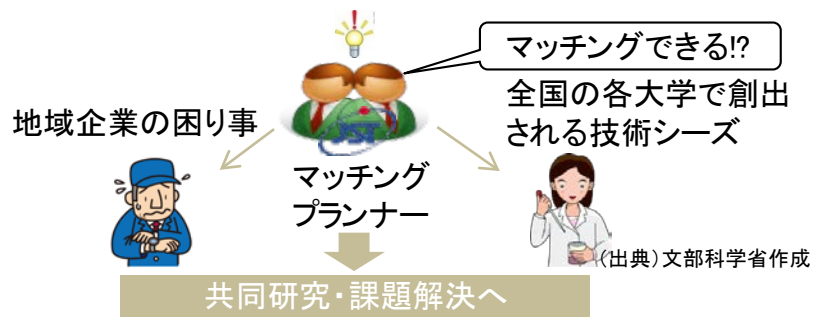 マッチングできる!?
全国の各大学で創出
される技術シーズ
地域企業の困り事
JST
マッチング
プランナー
(出典)文部科学省作成
共同研究・課題解決へ